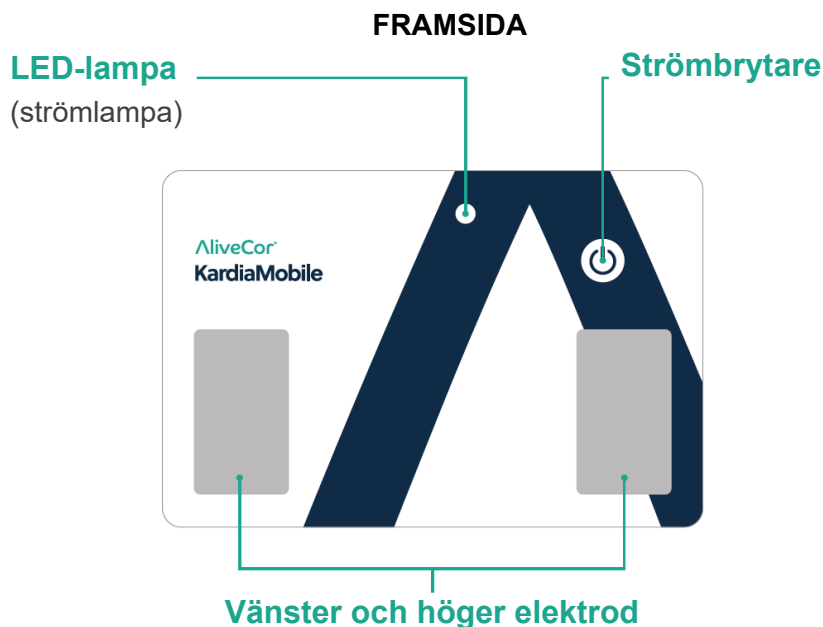 FRAMSIDA
LED-lampa
(strömlampa)
Strömbrytare
AliveCor
KardiaMobile
Vänster och höger elektrod